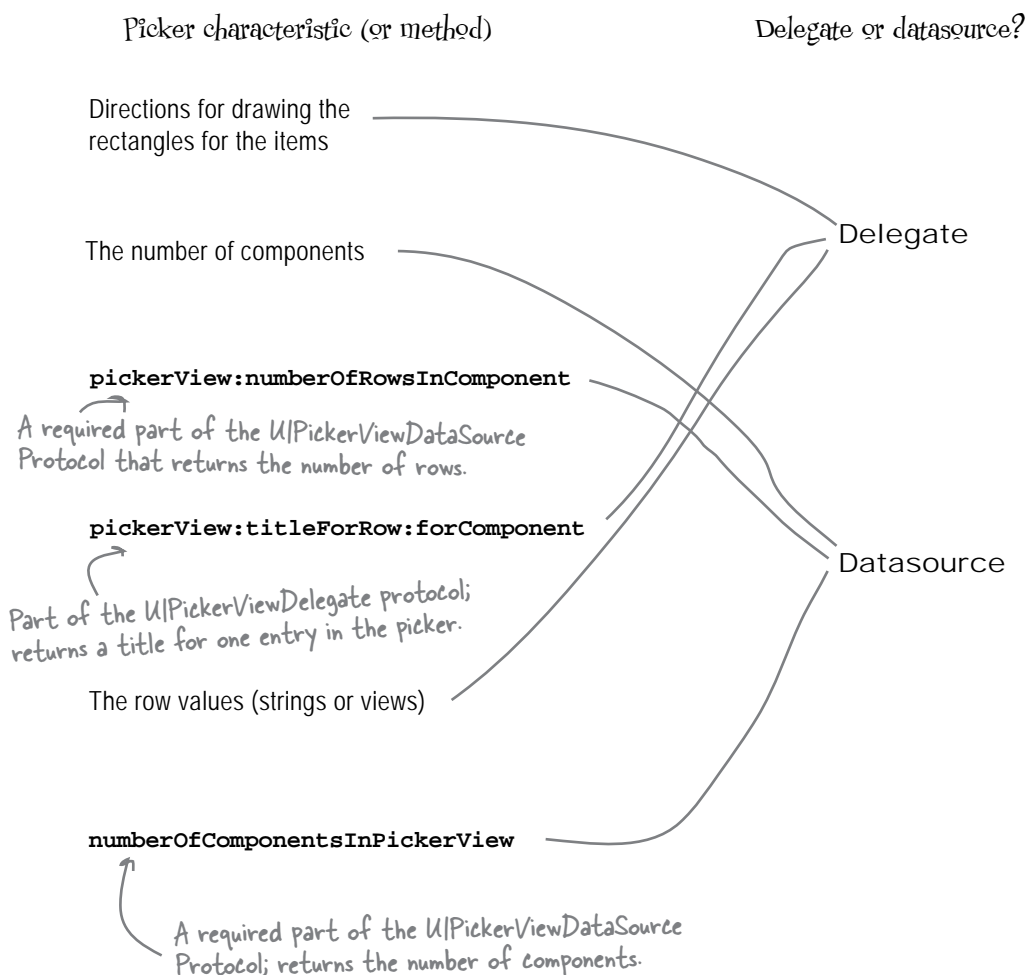 Picker characteristic (or method)
Delegate or datasource?
Directions for drawing the
rectangles for the items
Delegate
The number of components
pickerView:numberOfRowsInComponent
A required part of the UIPickerViewDataSource
Protocol that returns the number of rows.
pickerView:titleForRow:forComponent
Datasource
Part of the UIPickerViewDelegate protocol;
returns a title for one entry in the picker.
The row values (strings or views)
numberOfComponentsInPickerView
A required part of the UIPickerViewDataSource
Protocol; returns the number of components.